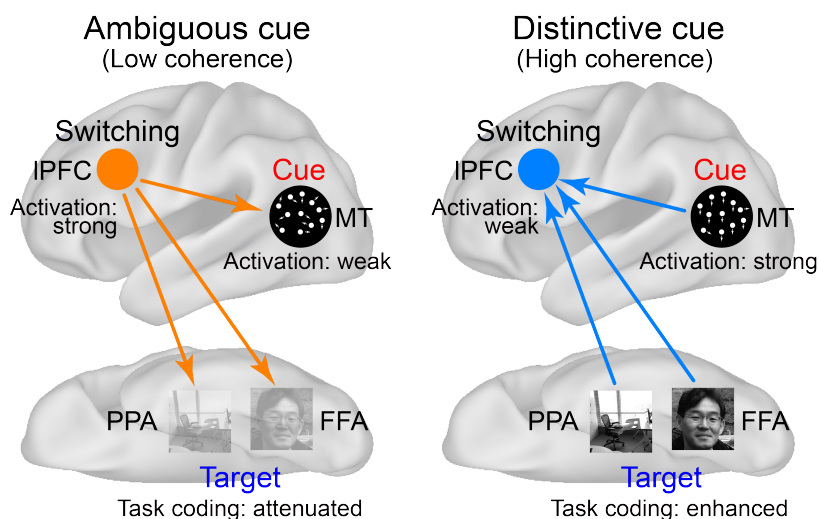 Ambiguous cue
(Low coherence)
Switching
lPFC
Cue
Activation:
strong
MT
Activation: weak
PPA
FFA
Target
Task coding: attenuated
Distinctive cue
(High coherence)
Switching
lPFC
Cue
Activation:
weak
MT
Activation: strong
PPA
FFA
Target
Task coding: enhanced